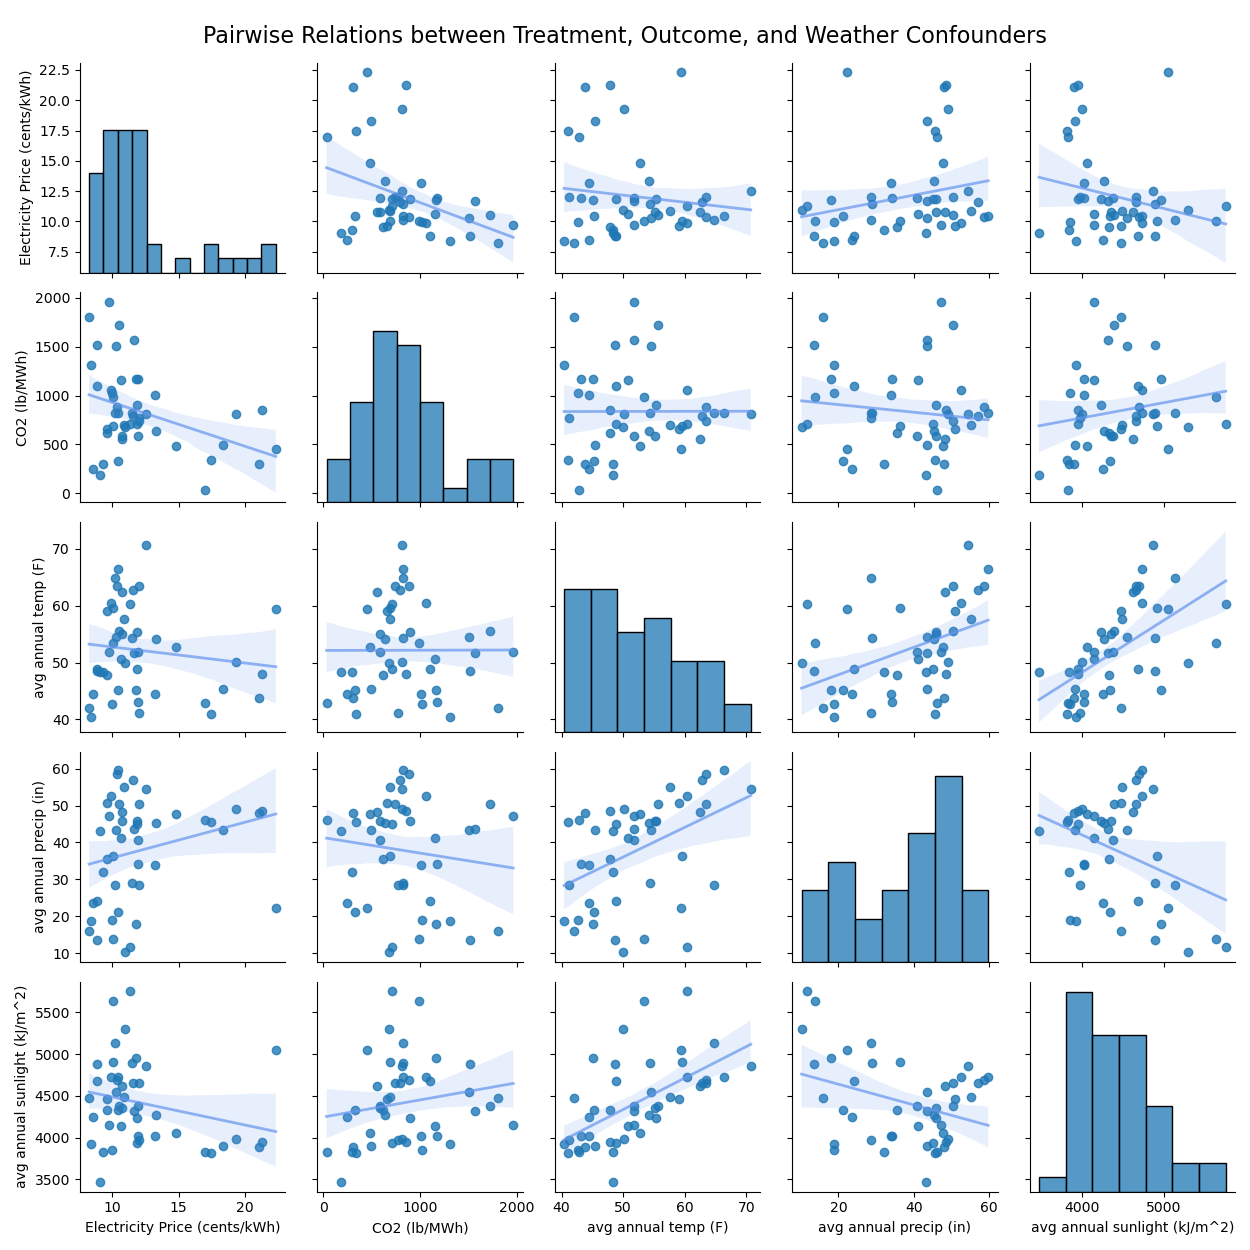 Pairwise Relations between Treatment, Outcome, and Weather Confounders
Electricity Price (cents/kWh)
22.5
20.0
17.5
15.0
12.5
10.0
7.5
CO2 (lb/MWh)
2000
1500
1000
500
0
avg annual temp (F)
70
60
50
40
avg annual precip (in)
60
50
40
30
20
10
avg annual sunlight (kJ/m^2)
5500
5000
4500
4000
3500
10 15 20
0 1000 2000
40 50 60 70
20 40 60
4000 5000
Electricity Price (cents/kWh)
CO2 (lb/MWh)
avg annual temp (F)
avg annual precip (in)
avg annual sunlight (kJ/m^2)